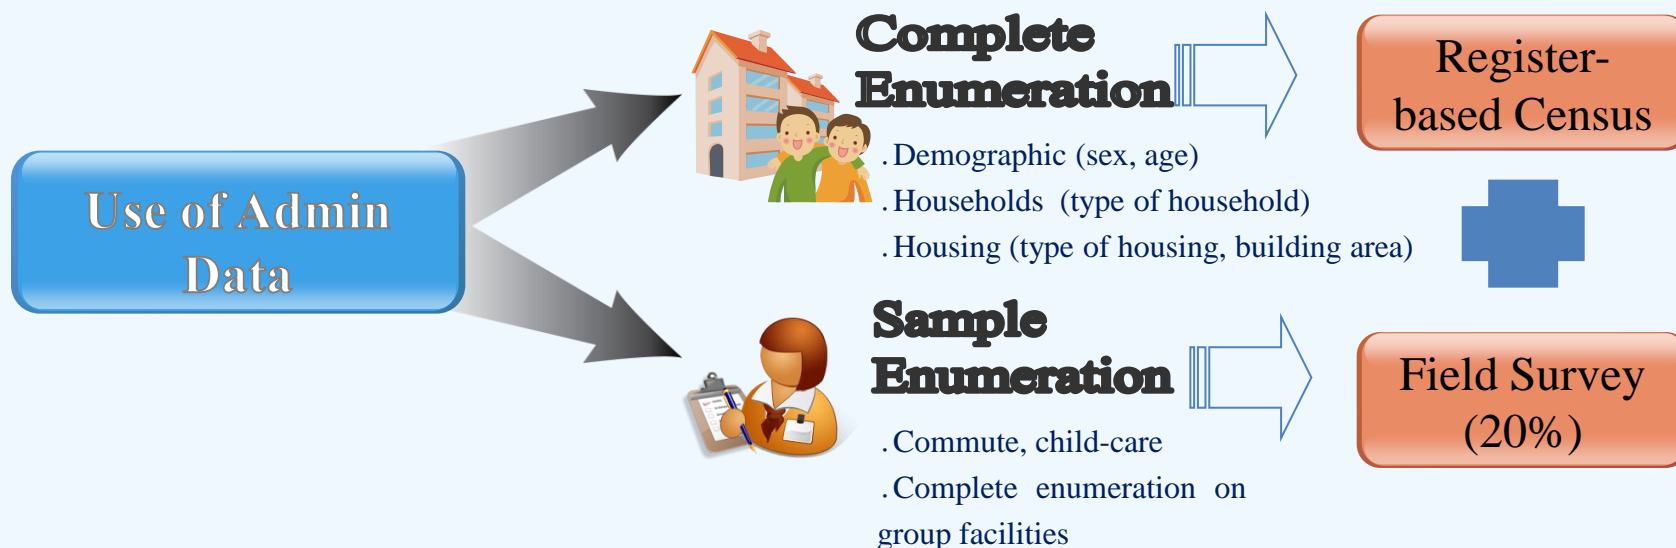 Use of Admin
Data
Complete
Enumeration
. Demographic (sex, age)
. Households (type of household)
. Housing (type of housing, building area)
Register-
based Census
Sample
Enumeration
. Commute, child-care
. Complete enumeration on
group facilities
Field Survey
(20%)